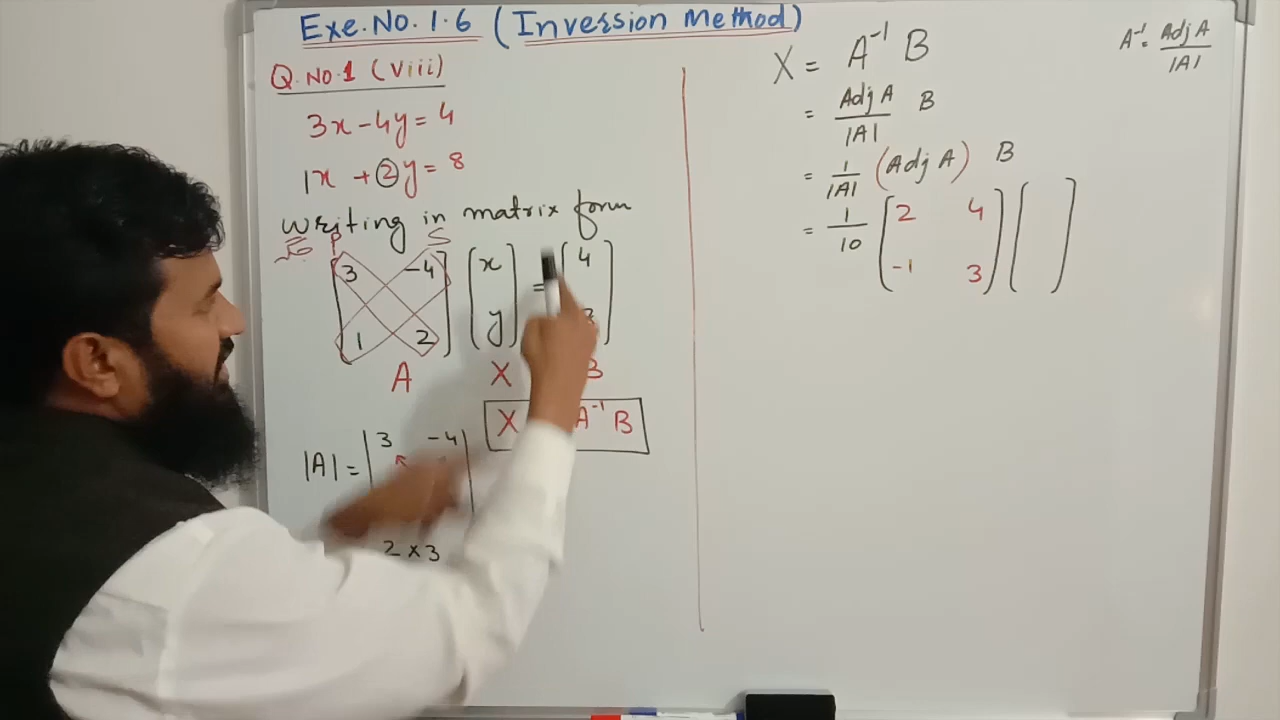 Exe.No.1.6 (Inversion Method)
Q.No.1 (viii)
3x - 4y = 4
1x + 2y = 8
Writing in matrix form
P S
[3 -4] [x] = [4]
[1 2] [y]
A X B
X A⁻¹ B
|A| = |3 -4|
2 × 3
X = A⁻¹ B
= Adj A / |A| B
= 1/|A| (Adj A) B
= 1/10 [2 4] [ ]
[-1 3]
A⁻¹ = Adj A / |A|